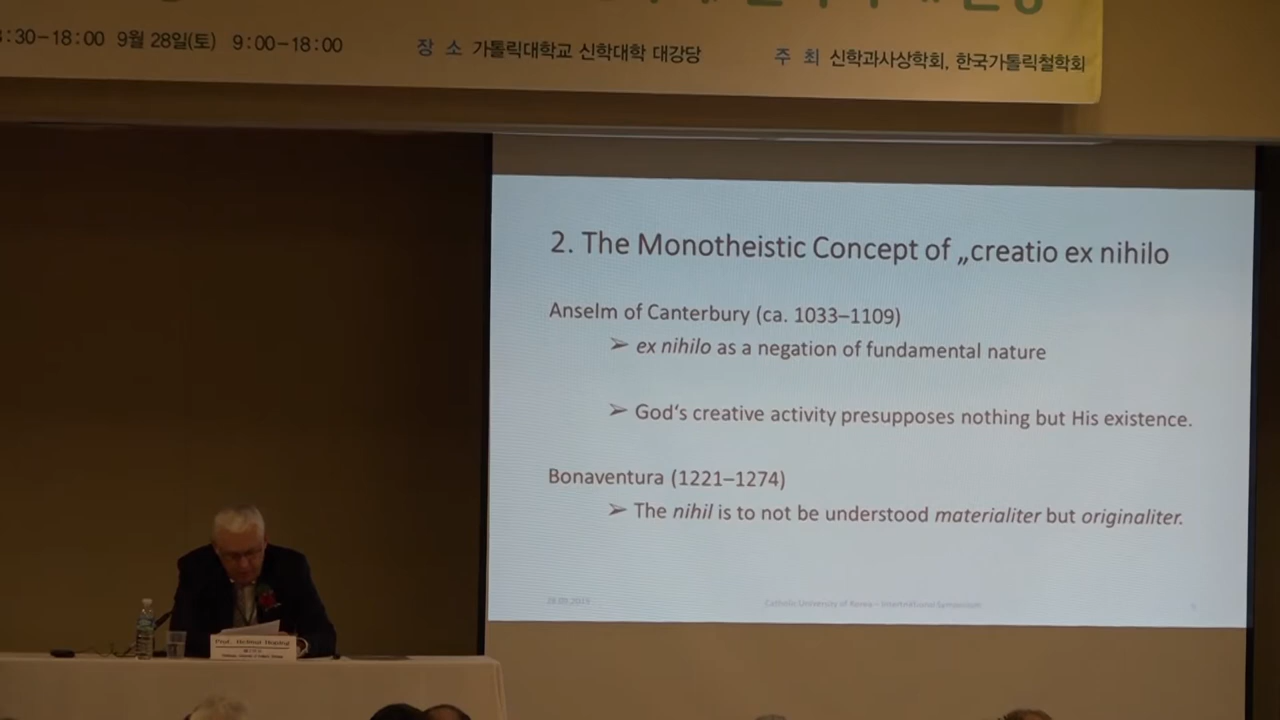 :30-18:00 9월 28일(토) 9:00-18:00 장 소 가톨릭대학교 신학대학 대강당 주 최 신학과사상학회, 한국가톨릭철학회
2. The Monotheistic Concept of „creatio ex nihilo
Anselm of Canterbury (ca. 1033–1109)
➢ ex nihilo as a negation of fundamental nature
➢ God‘s creative activity presupposes nothing but His existence.
Bonaventura (1221–1274)
➢ The nihil is to not be understood materialiter but originaliter.
Catholic University of Korea – International Symposium
Prof.